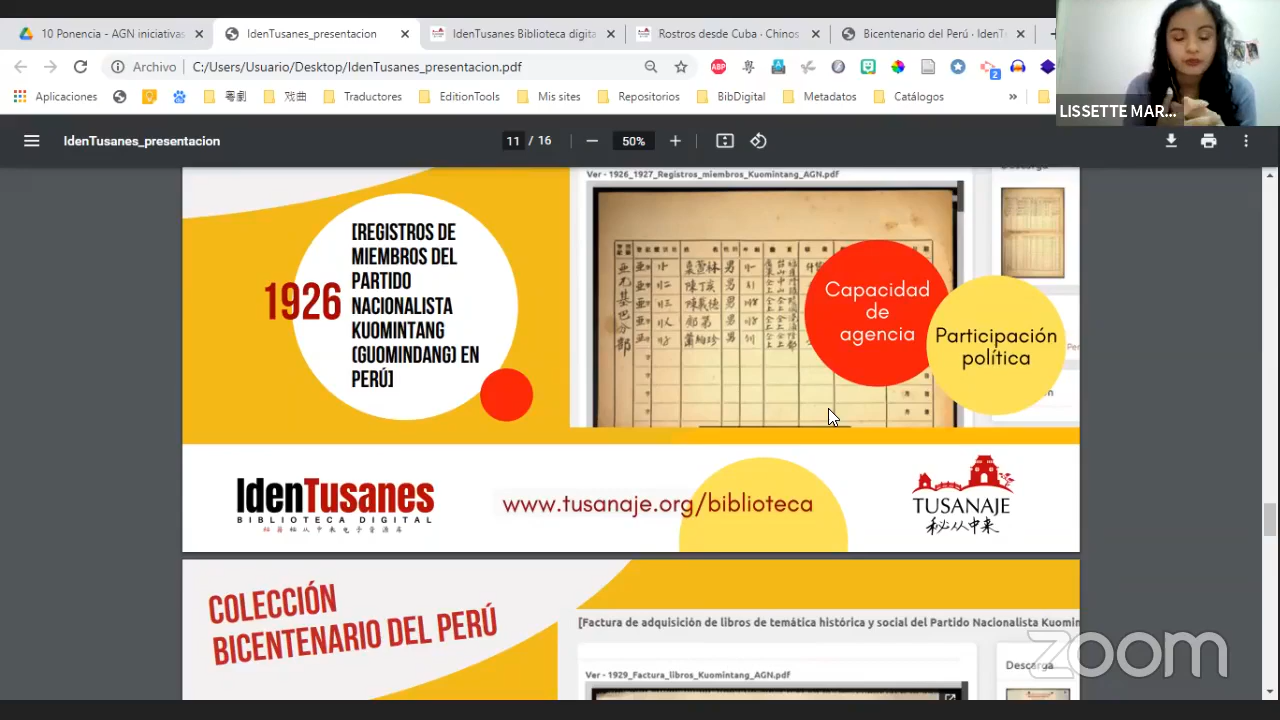 10 Ponencia - AGN iniciativas
IdenTusanes_presentacion
IdenTusanes Biblioteca digita
Rostros desde Cuba · Chinos
Bicentenario del Perú · IdenT
Archivo
C:/Users/Usuario/Desktop/IdenTusanes_presentacion.pdf
ABP
2
Aplicaciones
粵劇
戏曲
Traductores
EditionTools
Mis sitios
Repositorios
BibDigital
Metadatos
Catálogos
»
LISSETTE MAR...
IdenTusanes_presentacion
11 / 16
50%
Ver - 1926_1927_Registros_miembros_Kuomintang_AGN.pdf
1926
[REGISTROS DE
MIEMBROS DEL
PARTIDO
NACIONALISTA
KUOMINTANG
(GUOMINDANG) EN
PERÚ]
Capacidad
de
agencia
Participación
política
IdenTusanes
BIBLIOTECA DIGITAL
www.tusanaje.org/biblioteca
TUSANAJE
秘从中来
COLECCIÓN
BICENTENARIO DEL PERÚ
[Factura de adquisición de libros de temática histórica y social del Partido Nacionalista Kuomin
Ver - 1929_Factura_libros_Kuomintang_AGN.pdf
Descarga
zoom